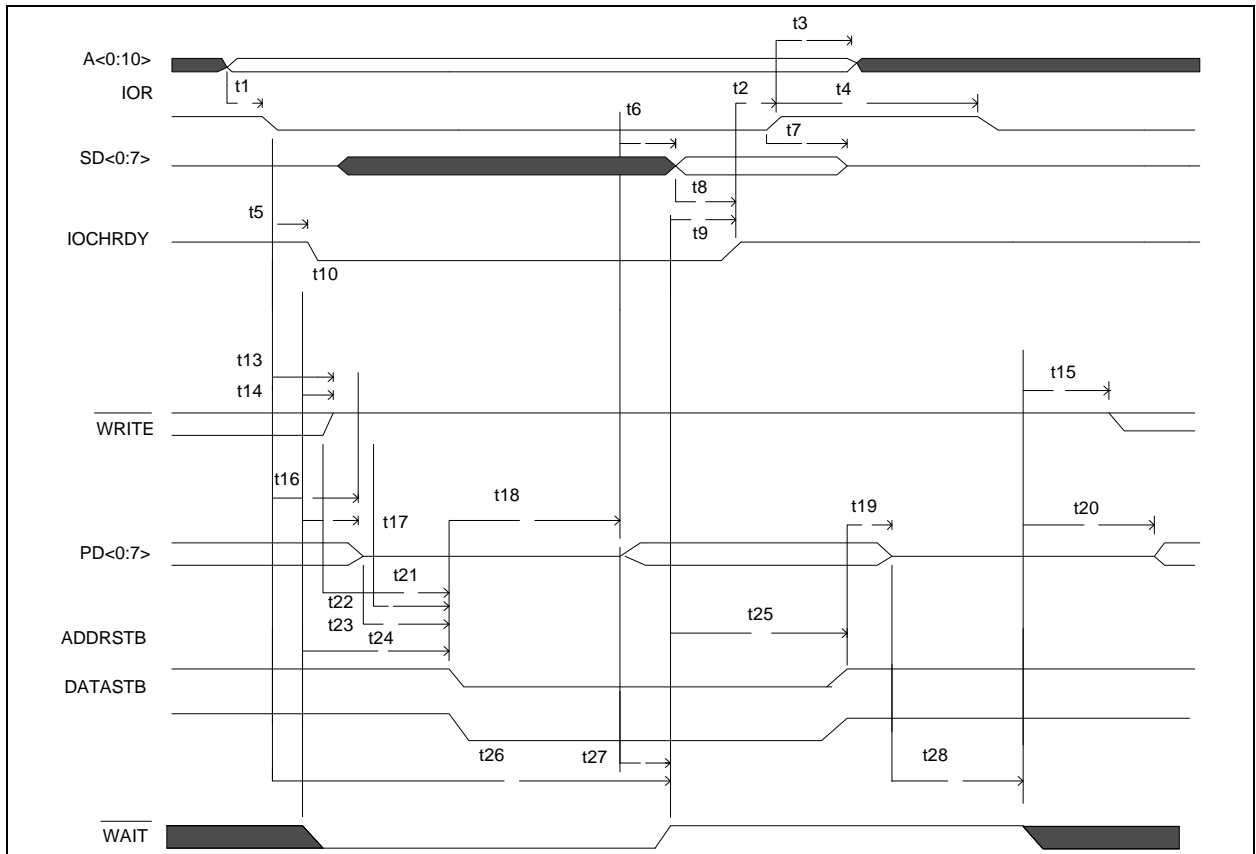 t3
A<0:10>
t1
t2
t4
IOR
t6
t7
SD<0:7>
t8
t5
t9
IOCHRDY
t10
t13
t15
t14
WRITE
t16
t18
t19
t20
t17
PD<0:7>
t21
t22
t25
t23
ADDRSTB
t24
DATASTB
t26
t27
t28
WAIT